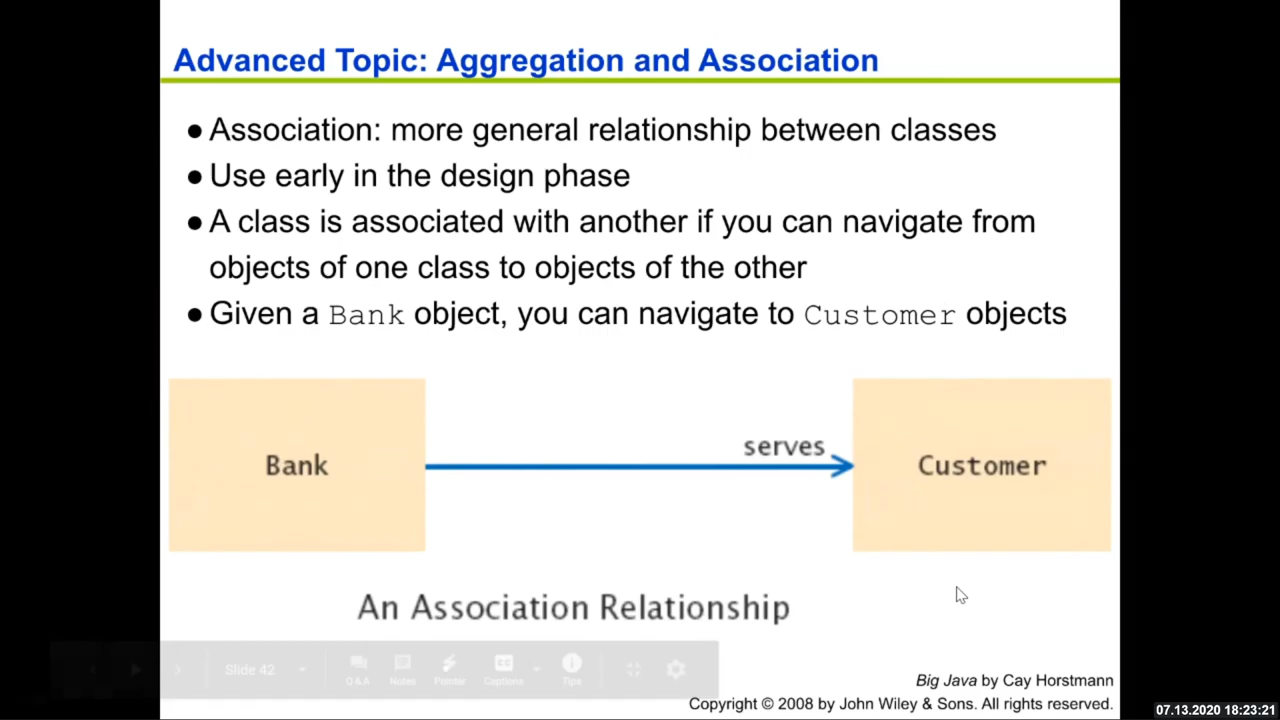 Advanced Topic: Aggregation and Association
● Association: more general relationship between classes
● Use early in the design phase
● A class is associated with another if you can navigate from
objects of one class to objects of the other
● Given a Bank object, you can navigate to Customer objects
serves
Bank
Customer
An Association Relationship
Slide 42
Q & A
Notes
Pointer
Captions
Tips
Big Java by Cay Horstmann
Copyright © 2008 by John Wiley & Sons. All rights reserved.
07.13.2020 18:23:21